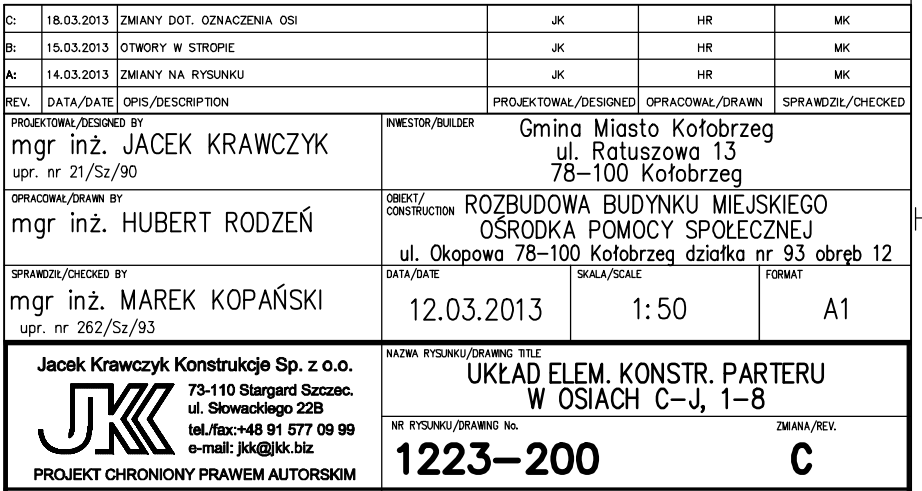 C: 18.03.2013 ZMIANY DOT. OZNACZENIA OSI JK HR MK
B: 15.03.2013 OTWORY W STROPIE JK HR MK
A: 14.03.2013 ZMIANY NA RYSUNKU JK HR MK
REV. DATA/DATE OPIS/DESCRIPTION PROJEKTOWAŁ/DESIGNED OPRACOWAŁ/DRAWN SPRAWDZIŁ/CHECKED
PROJEKTOWAŁ/DESIGNED BY
mgr inż. JACEK KRAWCZYK
upr. nr 21/Sz/90
INWESTOR/BUILDER
Gmina Miasto Kołobrzeg
ul. Ratuszowa 13
78-100 Kołobrzeg
OPRACOWAŁ/DRAWN BY
mgr inż. HUBERT RODZEŃ
OBIEKT/
CONSTRUCTION
ROZBUDOWA BUDYNKU MIEJSKIEGO
OŚRODKA POMOCY SPOŁECZNEJ
ul. Okopowa 78-100 Kołobrzeg działka nr 93 obręb 12
SPRAWDZIŁ/CHECKED BY
mgr inż. MAREK KOPAŃSKI
upr. nr 262/Sz/93
DATA/DATE
12.03.2013
SKALA/SCALE
1:50
FORMAT
A1
Jacek Krawczyk Konstrukcje Sp. z o.o.
JKK
73-110 Stargard Szczec.
ul. Słowackiego 22B
tel./fax:+48 91 577 09 99
e-mail: jkk@jkk.biz
PROJEKT CHRONIONY PRAWEM AUTORSKIM
NAZWA RYSUNKU/DRAWING TITLE
UKŁAD ELEM. KONSTR. PARTERU
W OSIACH C-J, 1-8
NR RYSUNKU/DRAWING No.
1223-200
ZMIANA/REV.
C